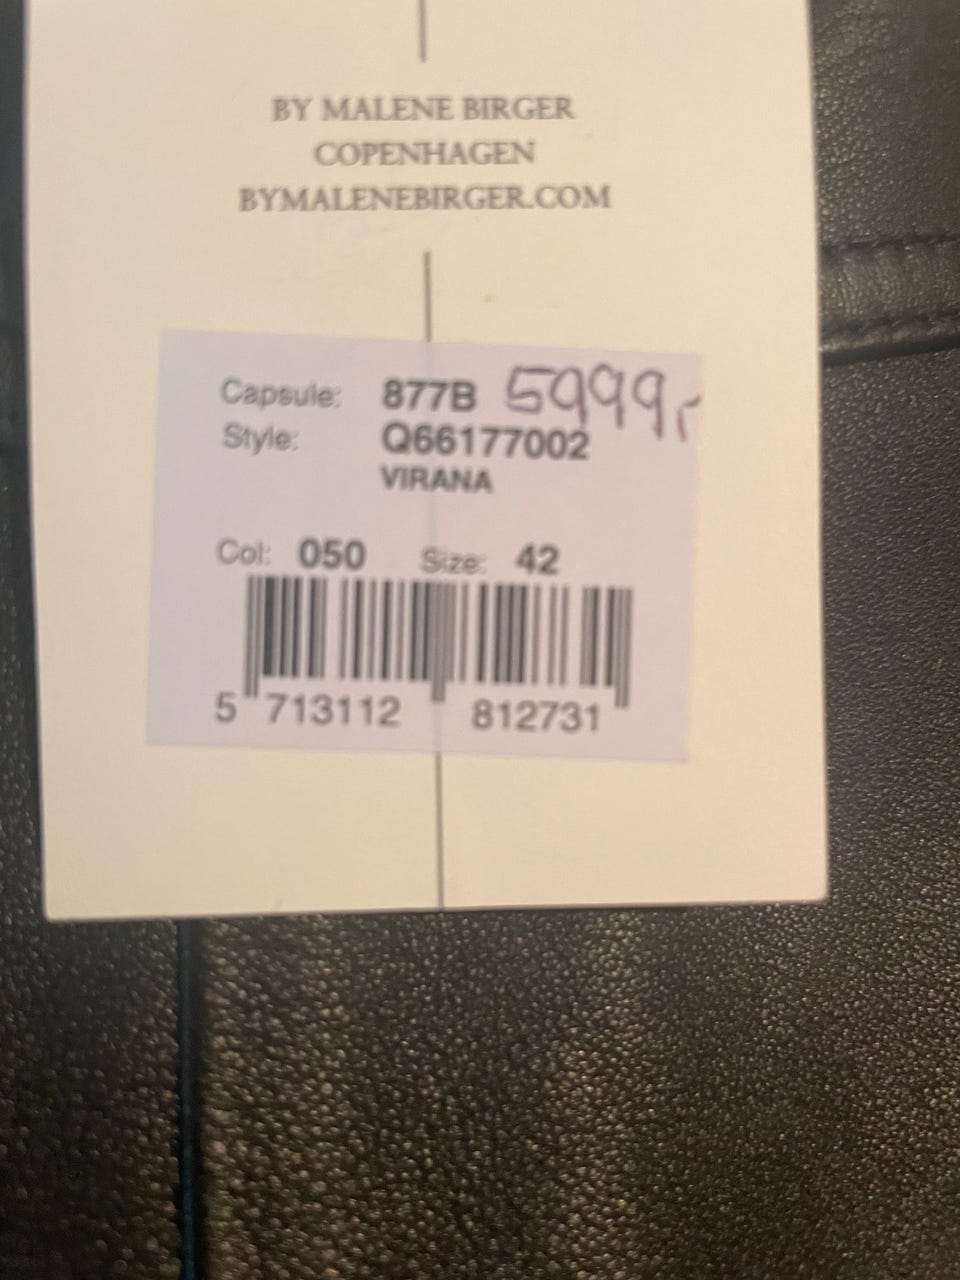 BY MALENE BIRGER
COPENHAGEN
BYMALENEBIRGER.COM
Capsule: 877B 5999,-
Style: Q66177002
VIRANA
Col: 050 Size: 42
5 713112 812731